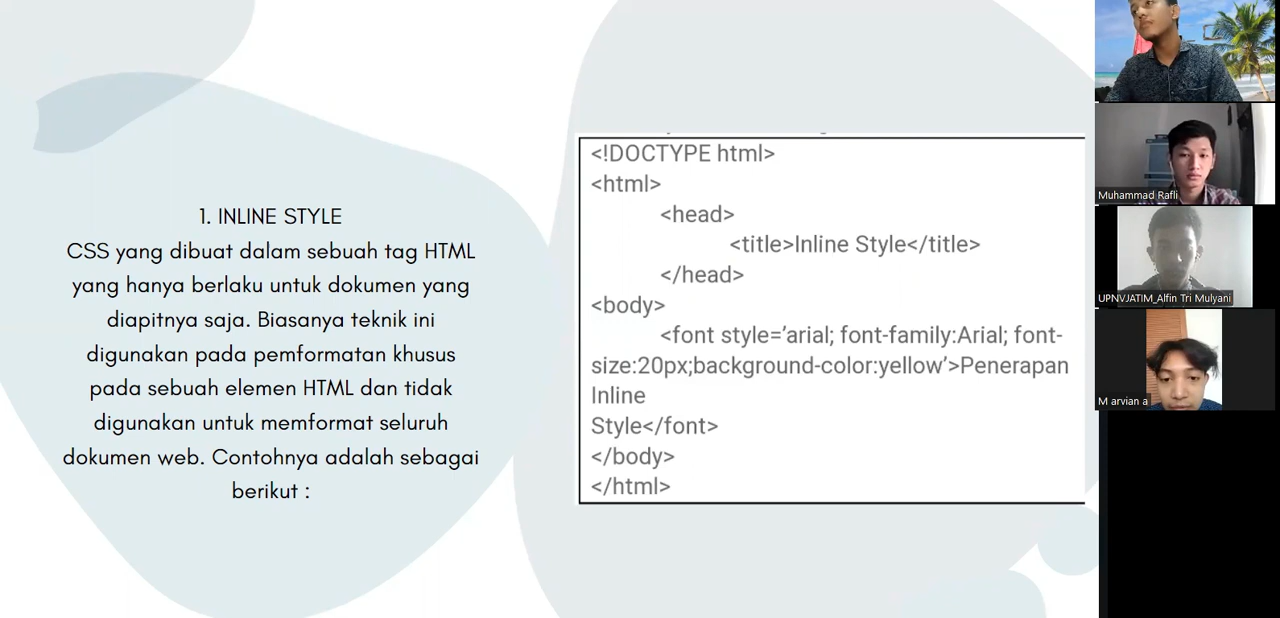 1. INLINE STYLE
CSS yang dibuat dalam sebuah tag HTML
yang hanya berlaku untuk dokumen yang
diapitnya saja. Biasanya teknik ini
digunakan pada pemformatan khusus
pada sebuah elemen HTML dan tidak
digunakan untuk memformat seluruh
dokumen web. Contohnya adalah sebagai
berikut :
<!DOCTYPE html>
<html>
<head>
<title>Inline Style</title>
</head>
<body>
<font style=’arial; font-family:Arial; font-
size:20px;background-color:yellow’>Penerapan
Inline
Style</font>
</body>
</html>
Muhammad Rafli
UPNVJATIM_Alfin Tri Mulyani
M arvian a